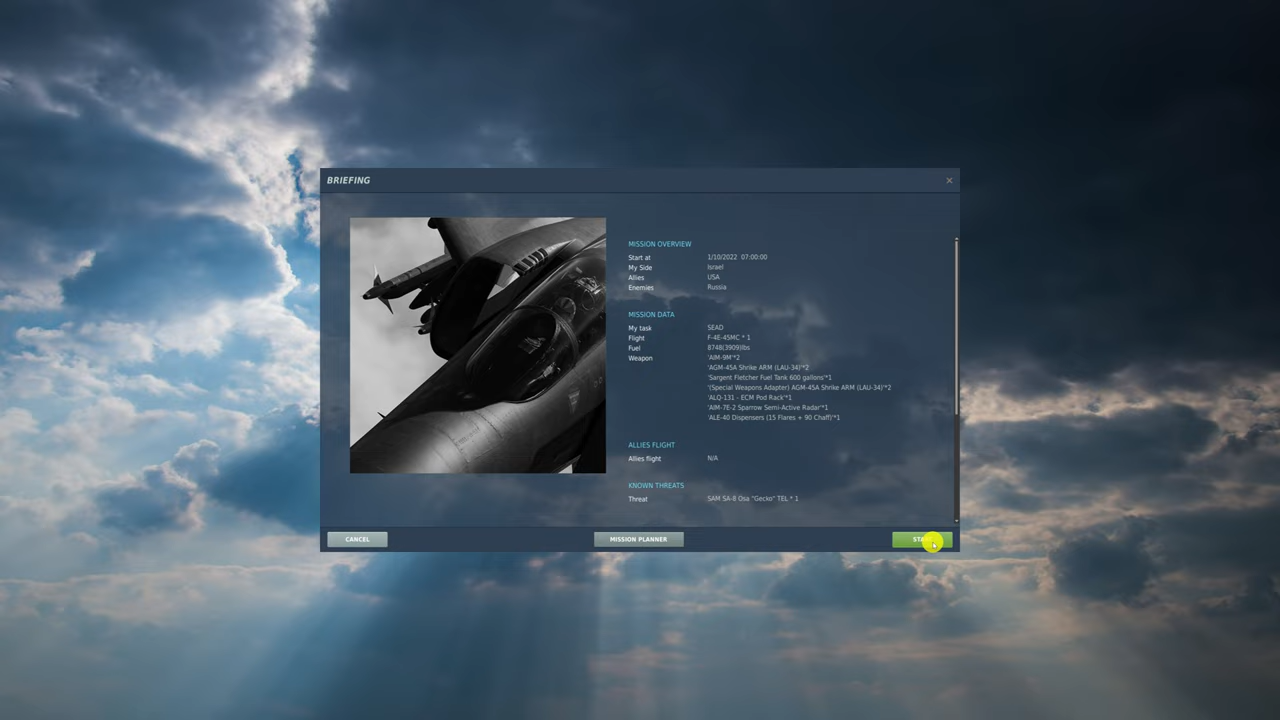 BRIEFING
MISSION OVERVIEW
Start at 1/10/2022 07:00:00
My Side Israel
Allies USA
Enemies Russia
MISSION DATA
My task SEAD
Flight F-4E-45MC * 1
Fuel 8748(3909)lbs
Weapon 'AIM-9M'*2
'AGM-45A Shrike ARM (LAU-34)'*2
'Sargent Fletcher Fuel Tank 600 gallons'*1
'(Special Weapons Adapter) AGM-45A Shrike ARM (LAU-34)'*2
'ALQ-131 - ECM Pod Rack'*1
'AIM-7E-2 Sparrow Semi-Active Radar'*1
'ALE-40 Dispensers (15 Flares + 90 Chaff)'*1
ALLIES FLIGHT
Allies flight N/A
KNOWN THREATS
Threat SAM SA-8 Osa "Gecko" TEL * 1
CANCEL MISSION PLANNER